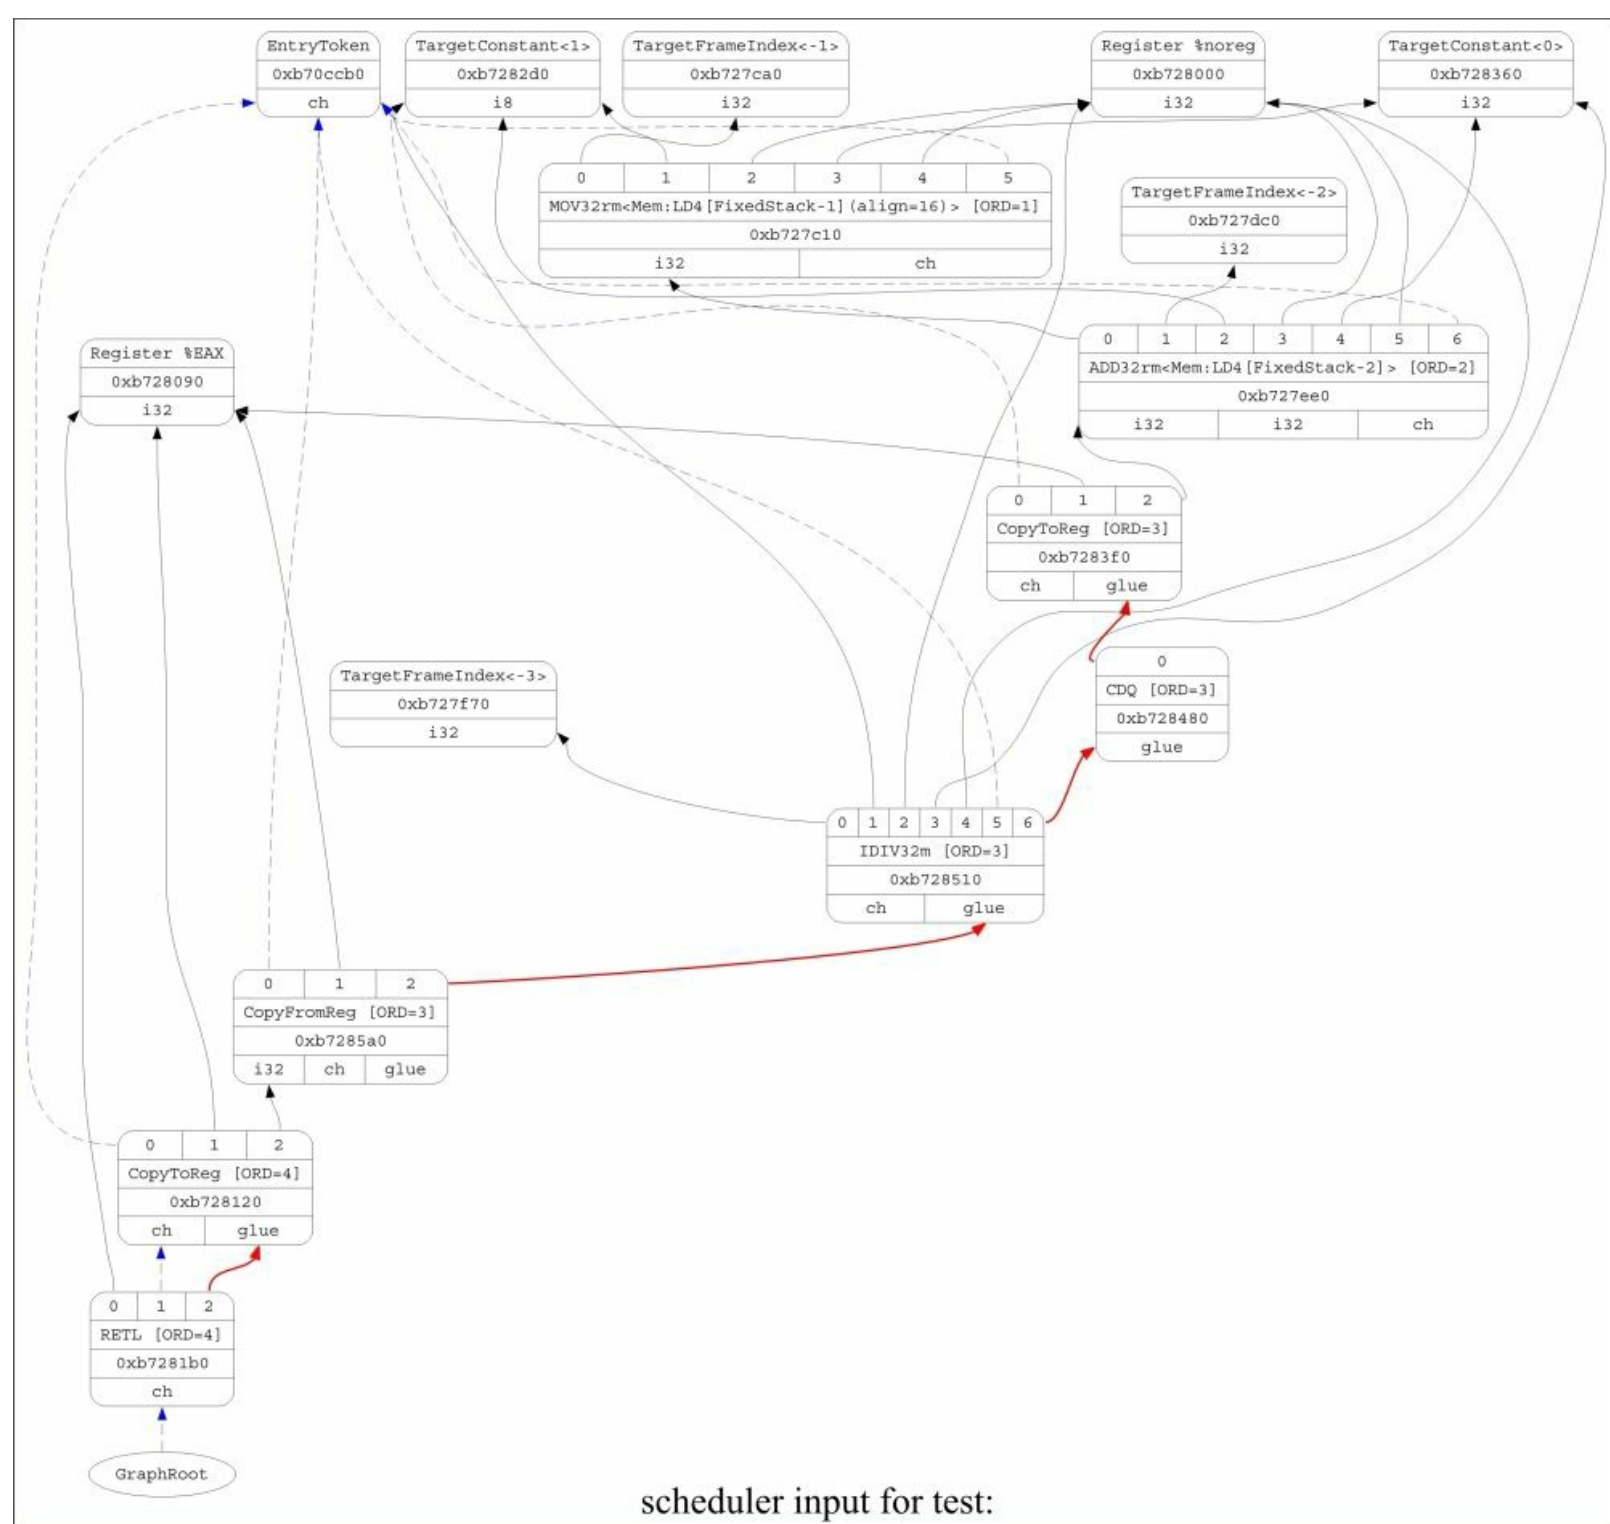 EntryToken
0xb70ccb0
ch
TargetConstant<1>
0xb7282d0
i8
TargetFrameIndex<-1>
0xb727ca0
i32
Register %noreg
0xb728000
i32
TargetConstant<0>
0xb728360
i32
0 1 2 3 4 5
MOV32rm<Mem:LD4[FixedStack-1](align=16)> [ORD=1]
0xb727c10
i32 ch
TargetFrameIndex<-2>
0xb727dc0
i32
0 1 2 3 4 5 6
ADD32rm<Mem:LD4[FixedStack-2]> [ORD=2]
0xb727ee0
i32 i32 ch
Register %EAX
0xb728090
i32
0 1 2
CopyToReg [ORD=3]
0xb7283f0
ch glue
0
CDQ [ORD=3]
0xb728480
glue
TargetFrameIndex<-3>
0xb727f70
i32
0 1 2 3 4 5 6
IDIV32m [ORD=3]
0xb728510
ch glue
0 1 2
CopyFromReg [ORD=3]
0xb7285a0
i32 ch glue
0 1 2
CopyToReg [ORD=4]
0xb728120
ch glue
0 1 2
RETL [ORD=4]
0xb7281b0
ch
GraphRoot
scheduler input for test: